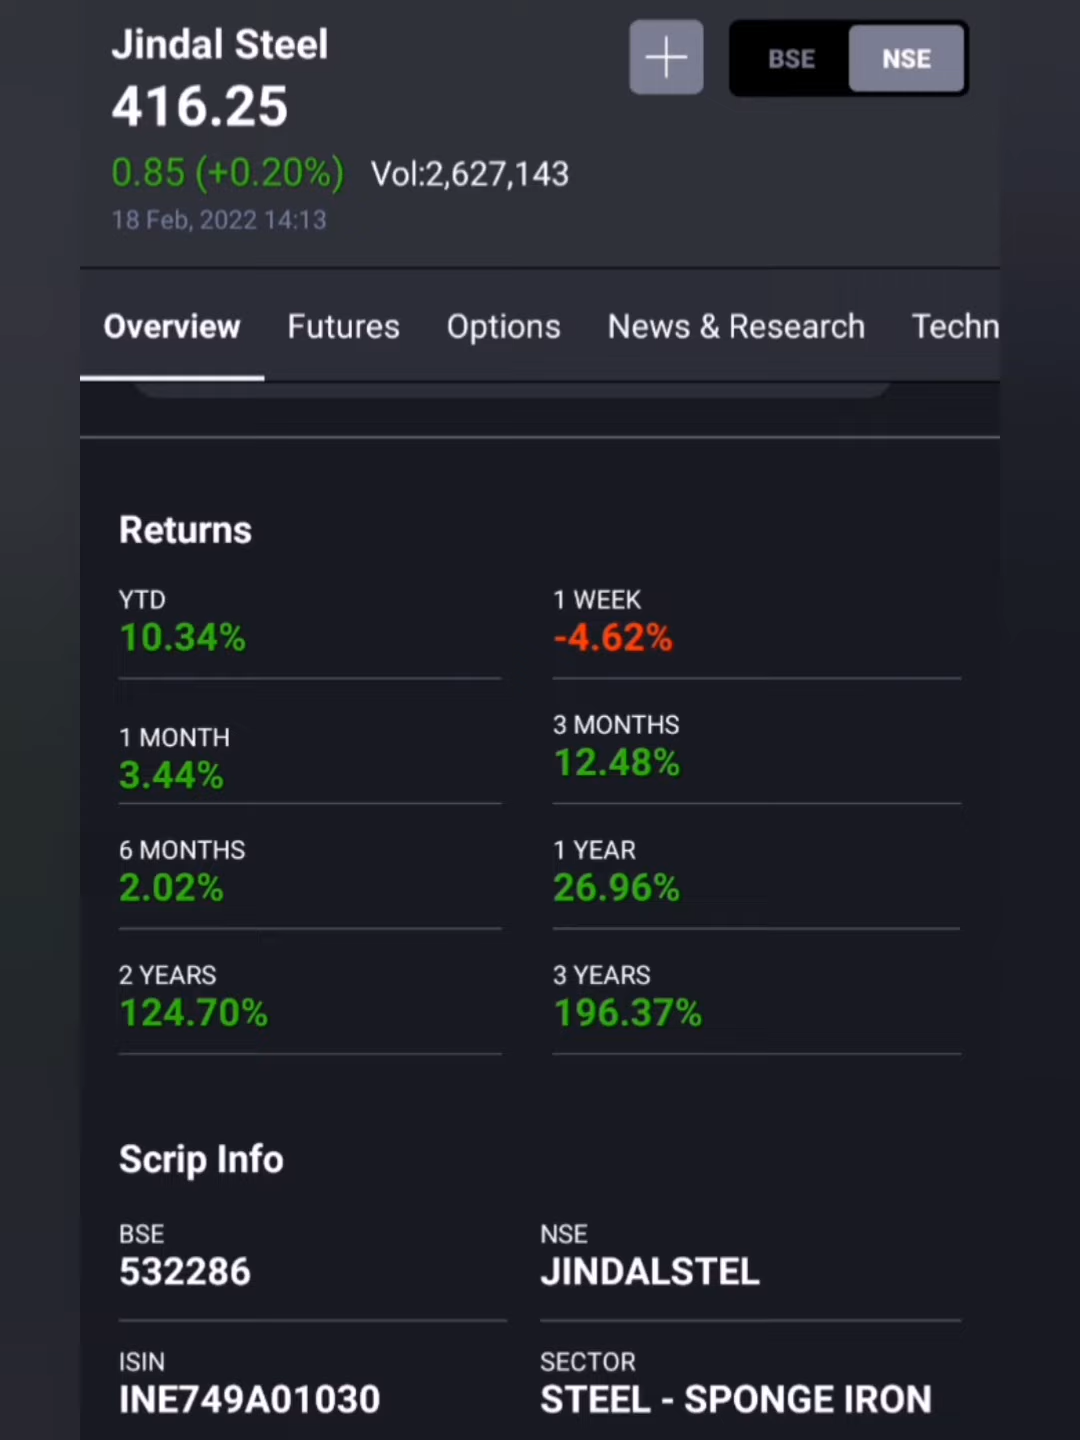 Jindal Steel
BSE NSE
416.25
0.85 (+0.20%) Vol:2,627,143
18 Feb, 2022 14:13
Overview Futures Options News & Research Techn
Returns
YTD 1 WEEK
10.34% -4.62%
1 MONTH 3 MONTHS
3.44% 12.48%
6 MONTHS 1 YEAR
2.02% 26.96%
2 YEARS 3 YEARS
124.70% 196.37%
Scrip Info
BSE NSE
532286 JINDALSTEL
ISIN SECTOR
INE749A01030 STEEL - SPONGE IRON